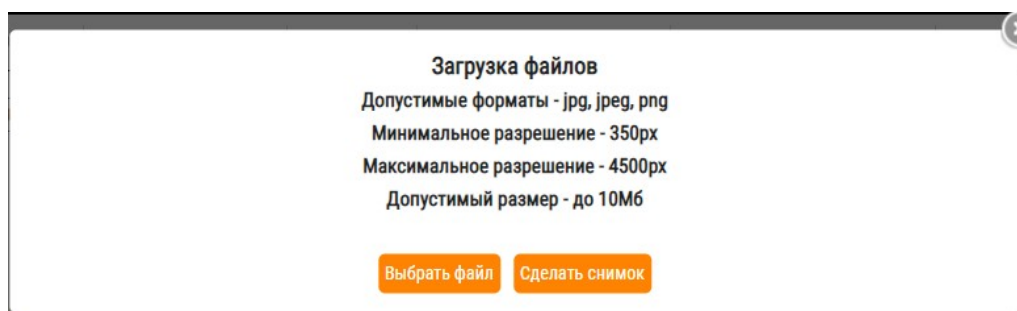 Загрузка файлов
Допустимые форматы - jpg, jpeg, png
Минимальное разрешение - 350px
Максимальное разрешение - 4500px
Допустимый размер - до 10Мб
Выбрать файл
Сделать снимок